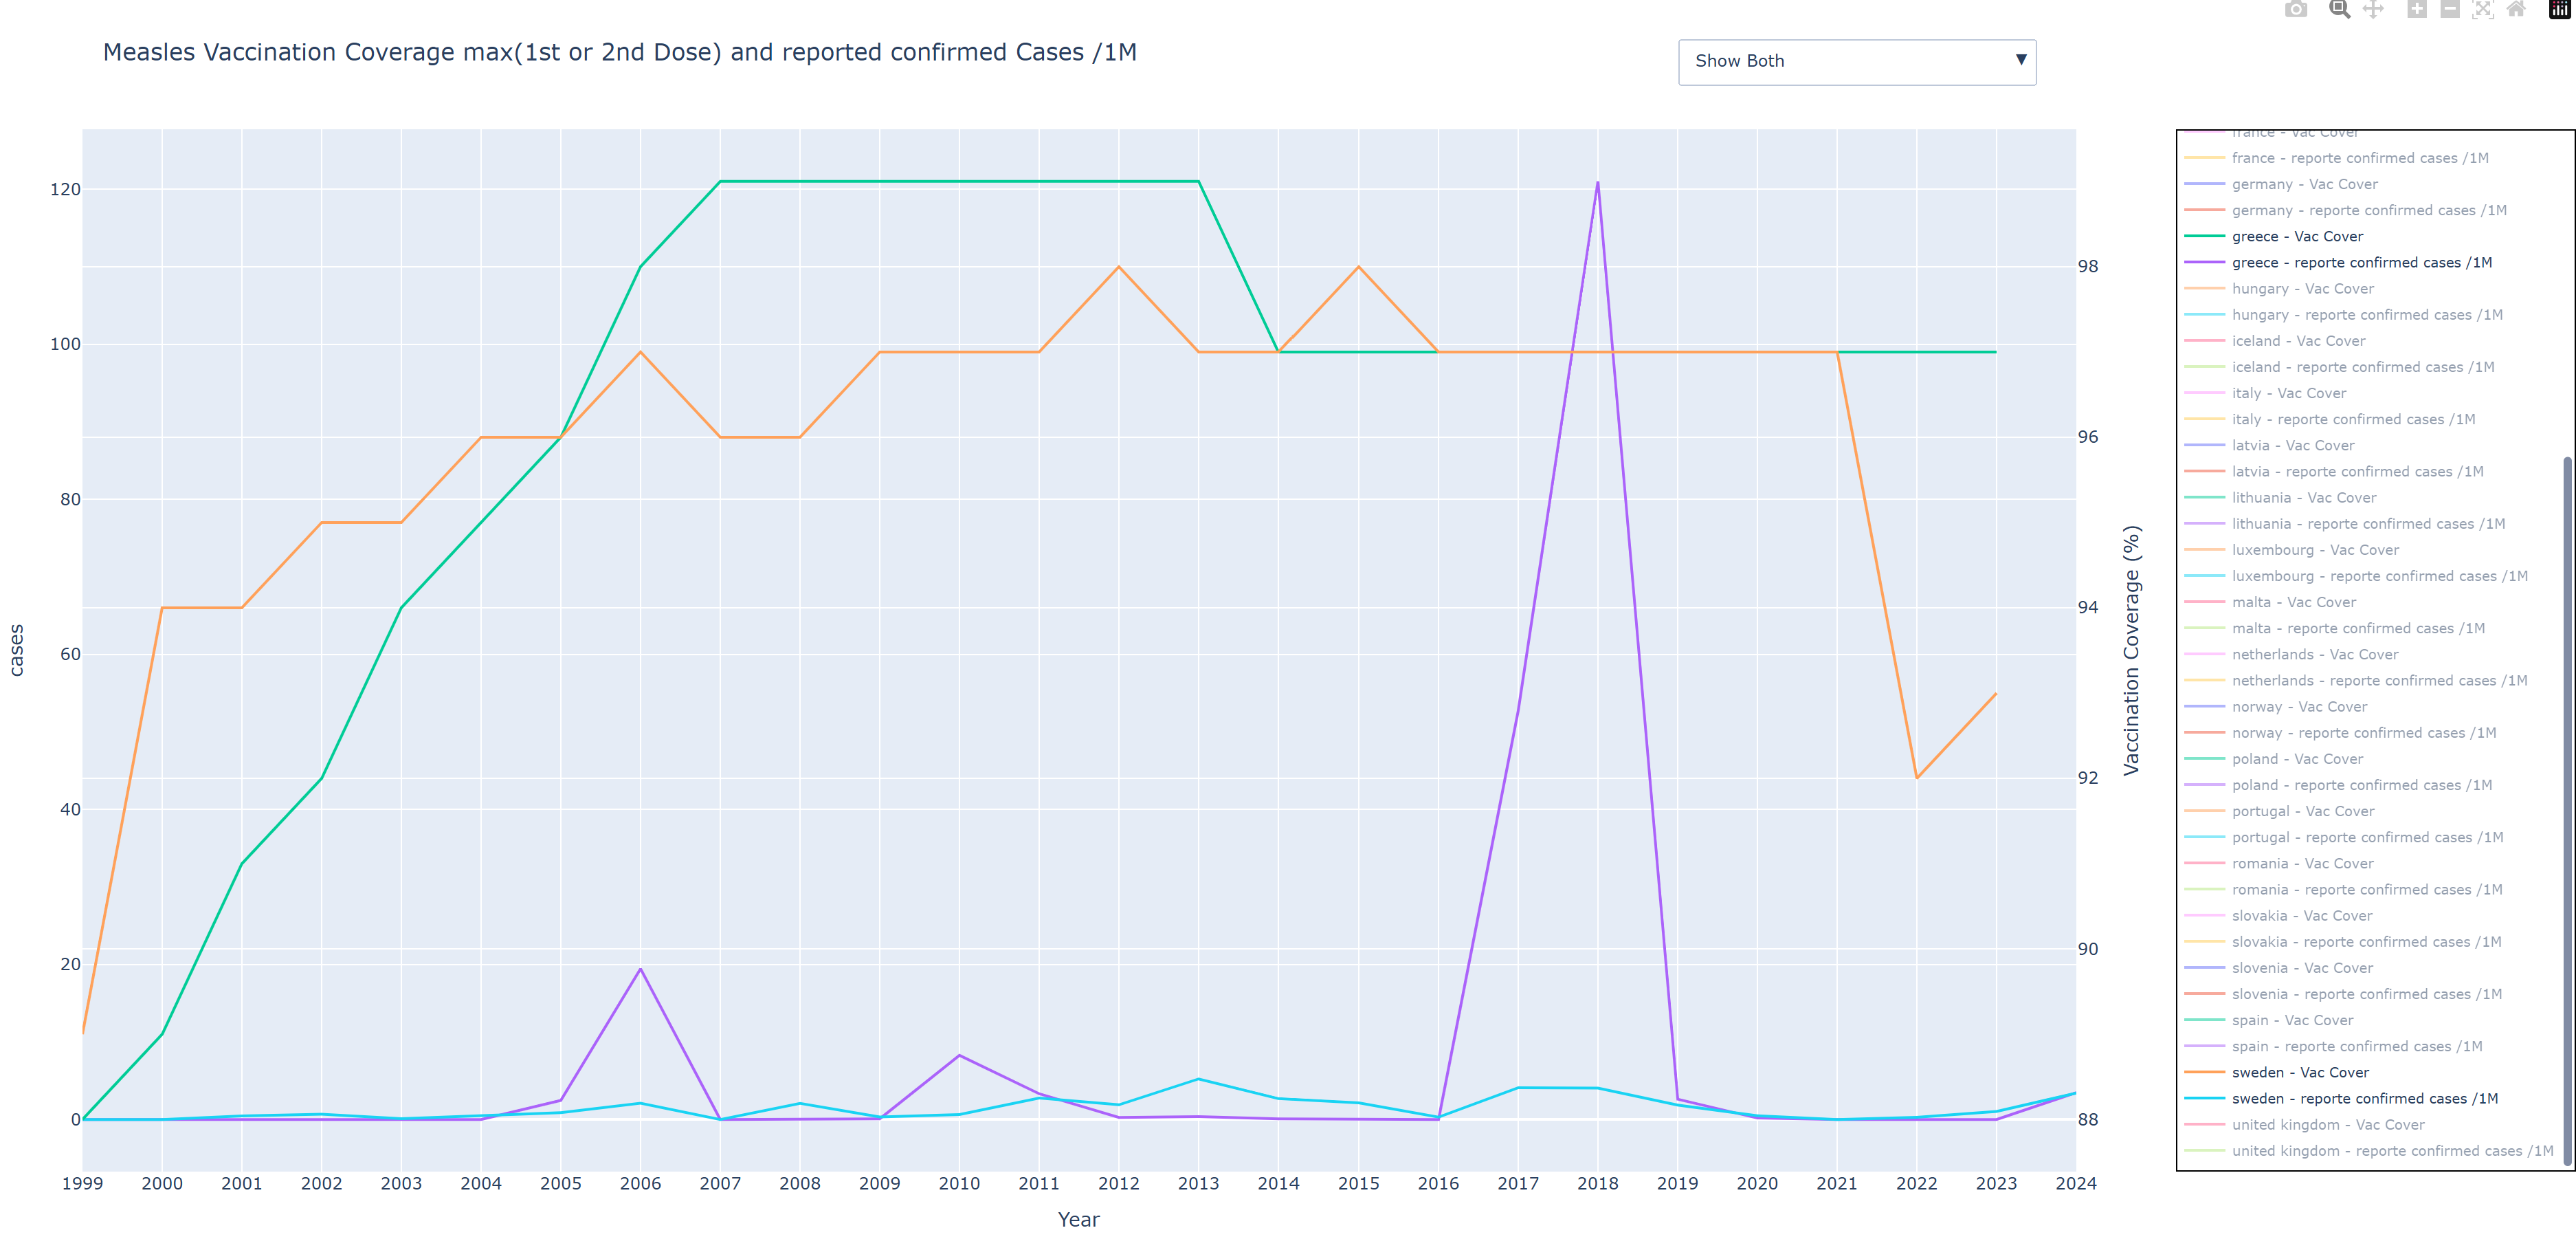 Measles Vaccination Coverage max(1st or 2nd Dose) and reported confirmed Cases /1M
Show Both
▼
120
100
80
60
40
20
0
cases
98
96
94
92
90
88
Vaccination Coverage (%)
1999 2000 2001 2002 2003 2004 2005 2006 2007 2008 2009 2010 2011 2012 2013 2014 2015 2016 2017 2018 2019 2020 2021 2022 2023 2024
Year
france - Vac Cover
france - reporte confirmed cases /1M
germany - Vac Cover
germany - reporte confirmed cases /1M
greece - Vac Cover
greece - reporte confirmed cases /1M
hungary - Vac Cover
hungary - reporte confirmed cases /1M
iceland - Vac Cover
iceland - reporte confirmed cases /1M
italy - Vac Cover
italy - reporte confirmed cases /1M
latvia - Vac Cover
latvia - reporte confirmed cases /1M
lithuania - Vac Cover
lithuania - reporte confirmed cases /1M
luxembourg - Vac Cover
luxembourg - reporte confirmed cases /1M
malta - Vac Cover
malta - reporte confirmed cases /1M
netherlands - Vac Cover
netherlands - reporte confirmed cases /1M
norway - Vac Cover
norway - reporte confirmed cases /1M
poland - Vac Cover
poland - reporte confirmed cases /1M
portugal - Vac Cover
portugal - reporte confirmed cases /1M
romania - Vac Cover
romania - reporte confirmed cases /1M
slovakia - Vac Cover
slovakia - reporte confirmed cases /1M
slovenia - Vac Cover
slovenia - reporte confirmed cases /1M
spain - Vac Cover
spain - reporte confirmed cases /1M
sweden - Vac Cover
sweden - reporte confirmed cases /1M
united kingdom - Vac Cover
united kingdom - reporte confirmed cases /1M